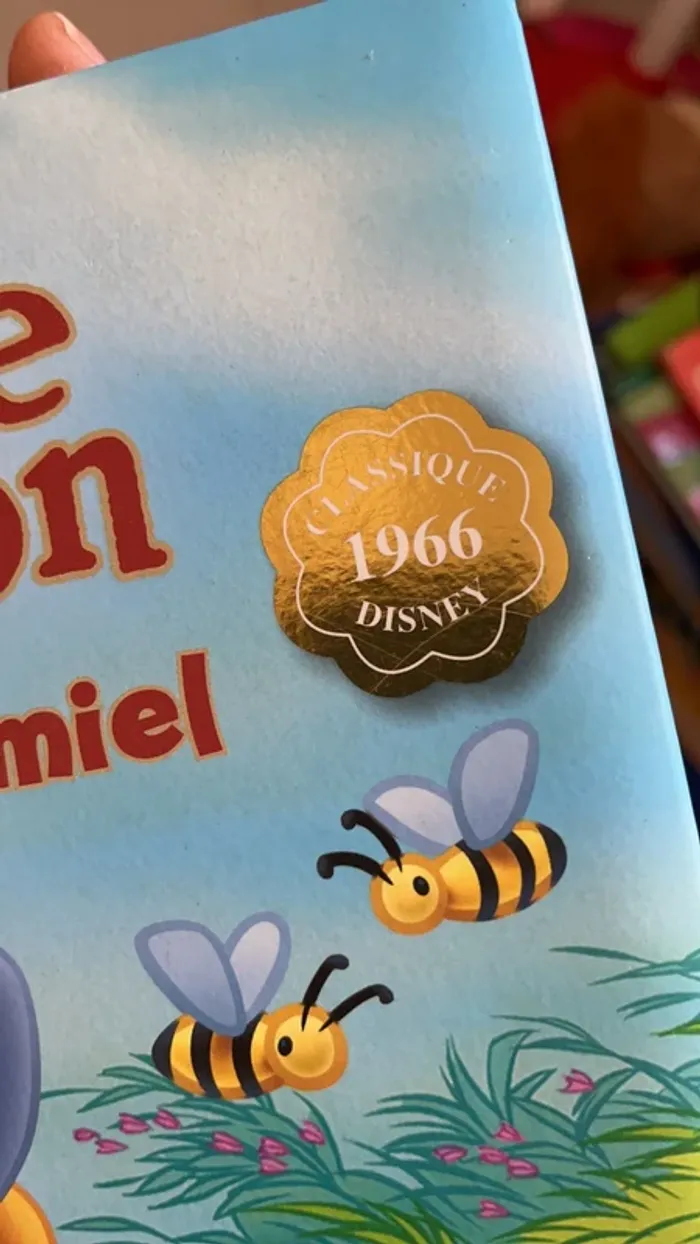 e
on
miel
CLASSIQUE
1966
DISNEY